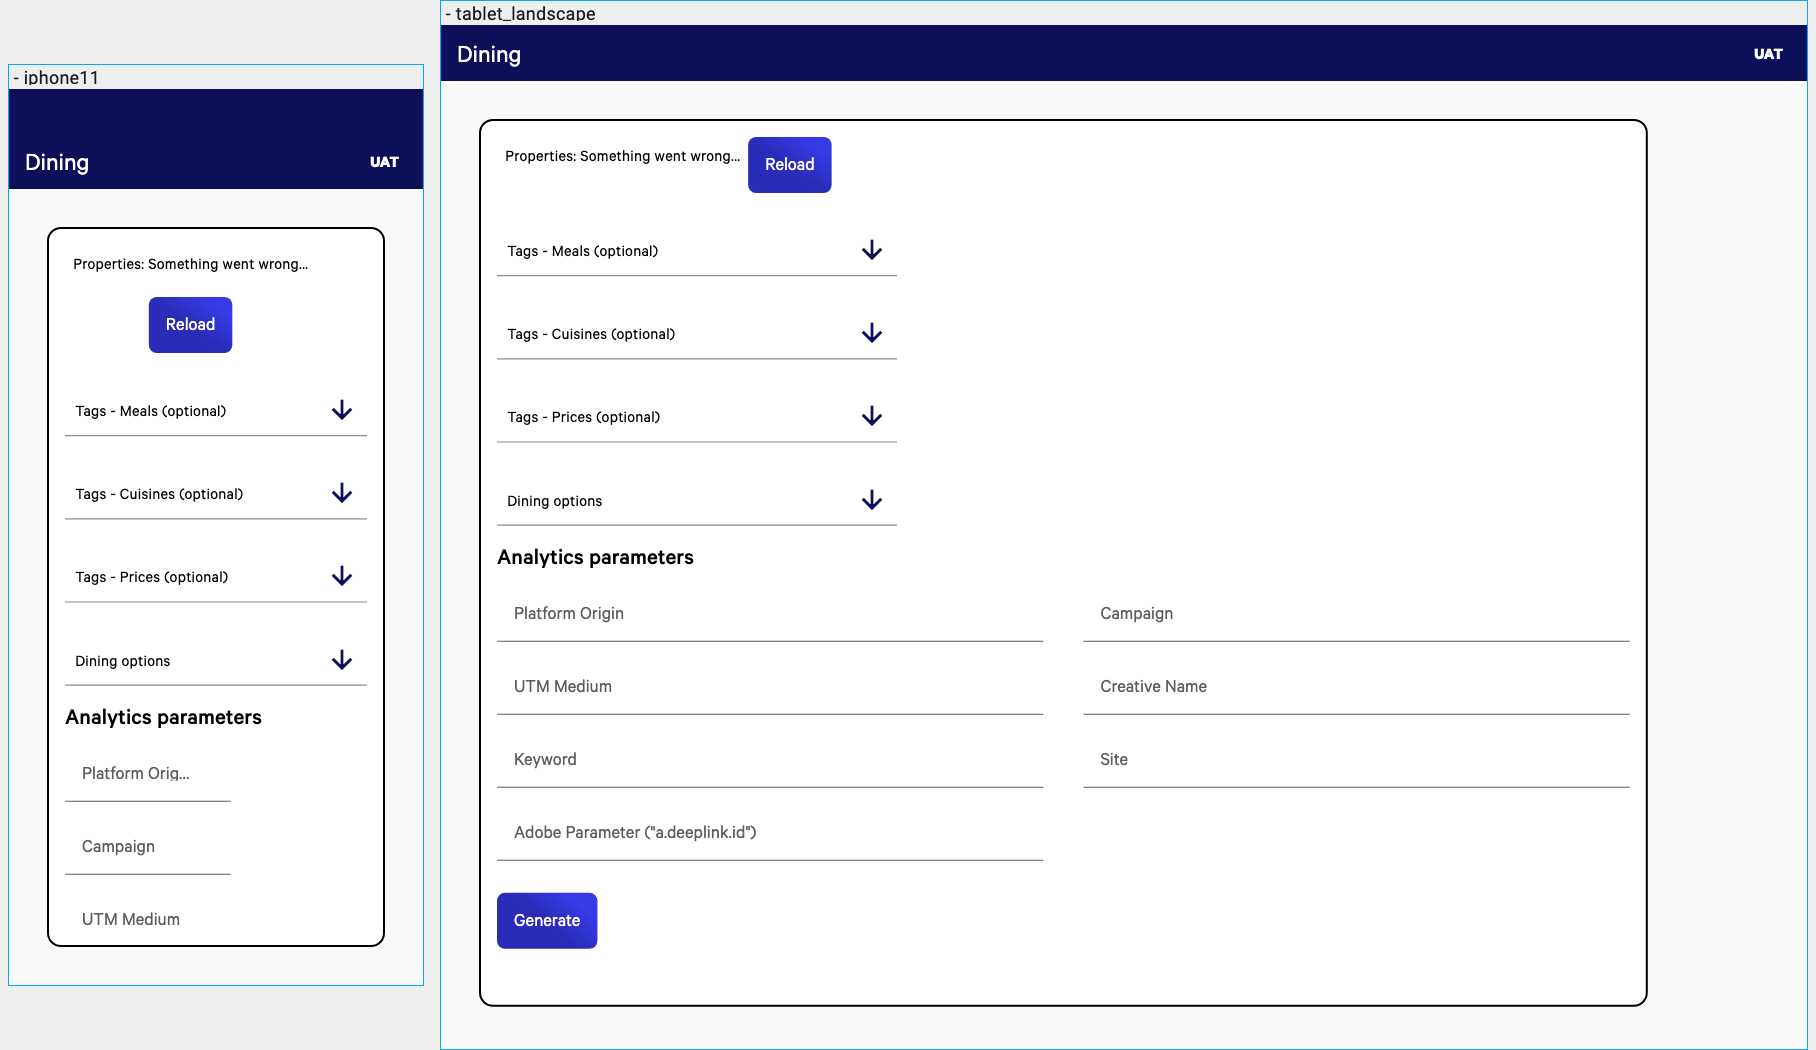 - iphone11
Dining
UAT
Properties: Something went wrong...
Reload
Tags - Meals (optional)
Tags - Cuisines (optional)
Tags - Prices (optional)
Dining options
Analytics parameters
Platform Orig...
Campaign
UTM Medium
- tablet_landscape
Dining
UAT
Properties: Something went wrong...
Reload
Tags - Meals (optional)
Tags - Cuisines (optional)
Tags - Prices (optional)
Dining options
Analytics parameters
Platform Origin
Campaign
UTM Medium
Creative Name
Keyword
Site
Adobe Parameter ("a.deeplink.id")
Generate